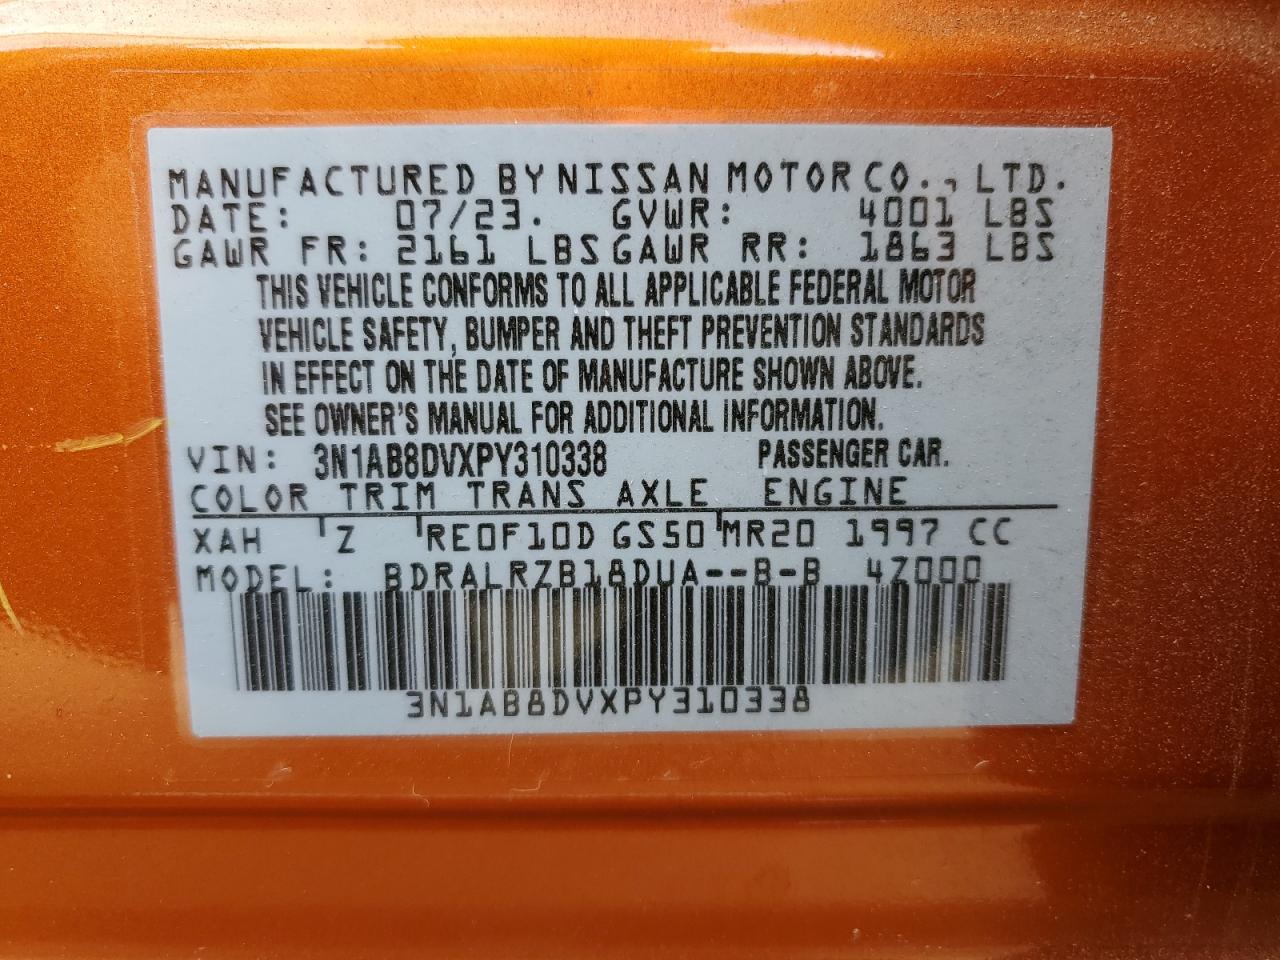 MANUFACTURED BY NISSAN MOTOR CO., LTD.
DATE: 07/23. GVWR: 4001 LBS
GAWR FR: 2161 LBS GAWR RR: 1863 LBS
THIS VEHICLE CONFORMS TO ALL APPLICABLE FEDERAL MOTOR
VEHICLE SAFETY, BUMPER AND THEFT PREVENTION STANDARDS
IN EFFECT ON THE DATE OF MANUFACTURE SHOWN ABOVE.
SEE OWNER'S MANUAL FOR ADDITIONAL INFORMATION.
VIN: 3N1AB8DVXPY310338 PASSENGER CAR.
COLOR TRIM TRANS AXLE ENGINE
XAH Z RE0F10D GS50 MR20 1997 CC
MODEL: BDRALRZB18DUA--B-B 4Z000
3N1AB8DVXPY310338